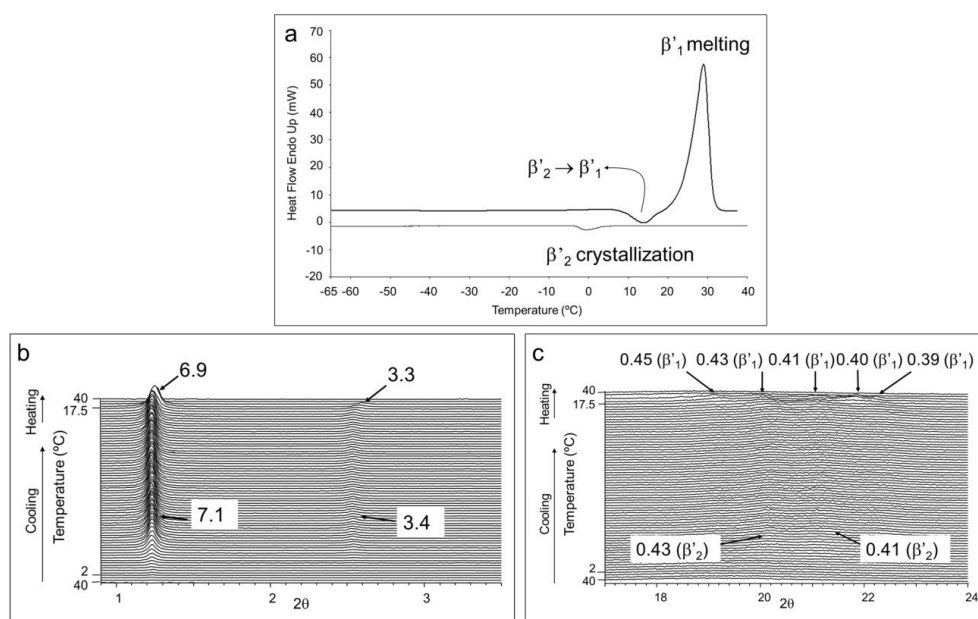 a
70
60
50
40
30
20
10
0
-10
-20
Heat Flow Endo Up (mW)
β'₁ melting
β'₂ → β'₁
β'₂ crystallization
-65 -60 -50 -40 -30 -20 -10 0 10 20 30 40
Temperature (ºC)
b
6.9
3.3
7.1
3.4
40
17.5
2
40
Heating
Cooling
Temperature (ºC)
1 2 3
2θ
c
0.45 (β'₁) 0.43 (β'₁) 0.41 (β'₁) 0.40 (β'₁) 0.39 (β'₁)
0.43 (β'₂) 0.41 (β'₂)
40
17.5
2
40
Heating
Cooling
Temperature (ºC)
18 20 22 24
2θ